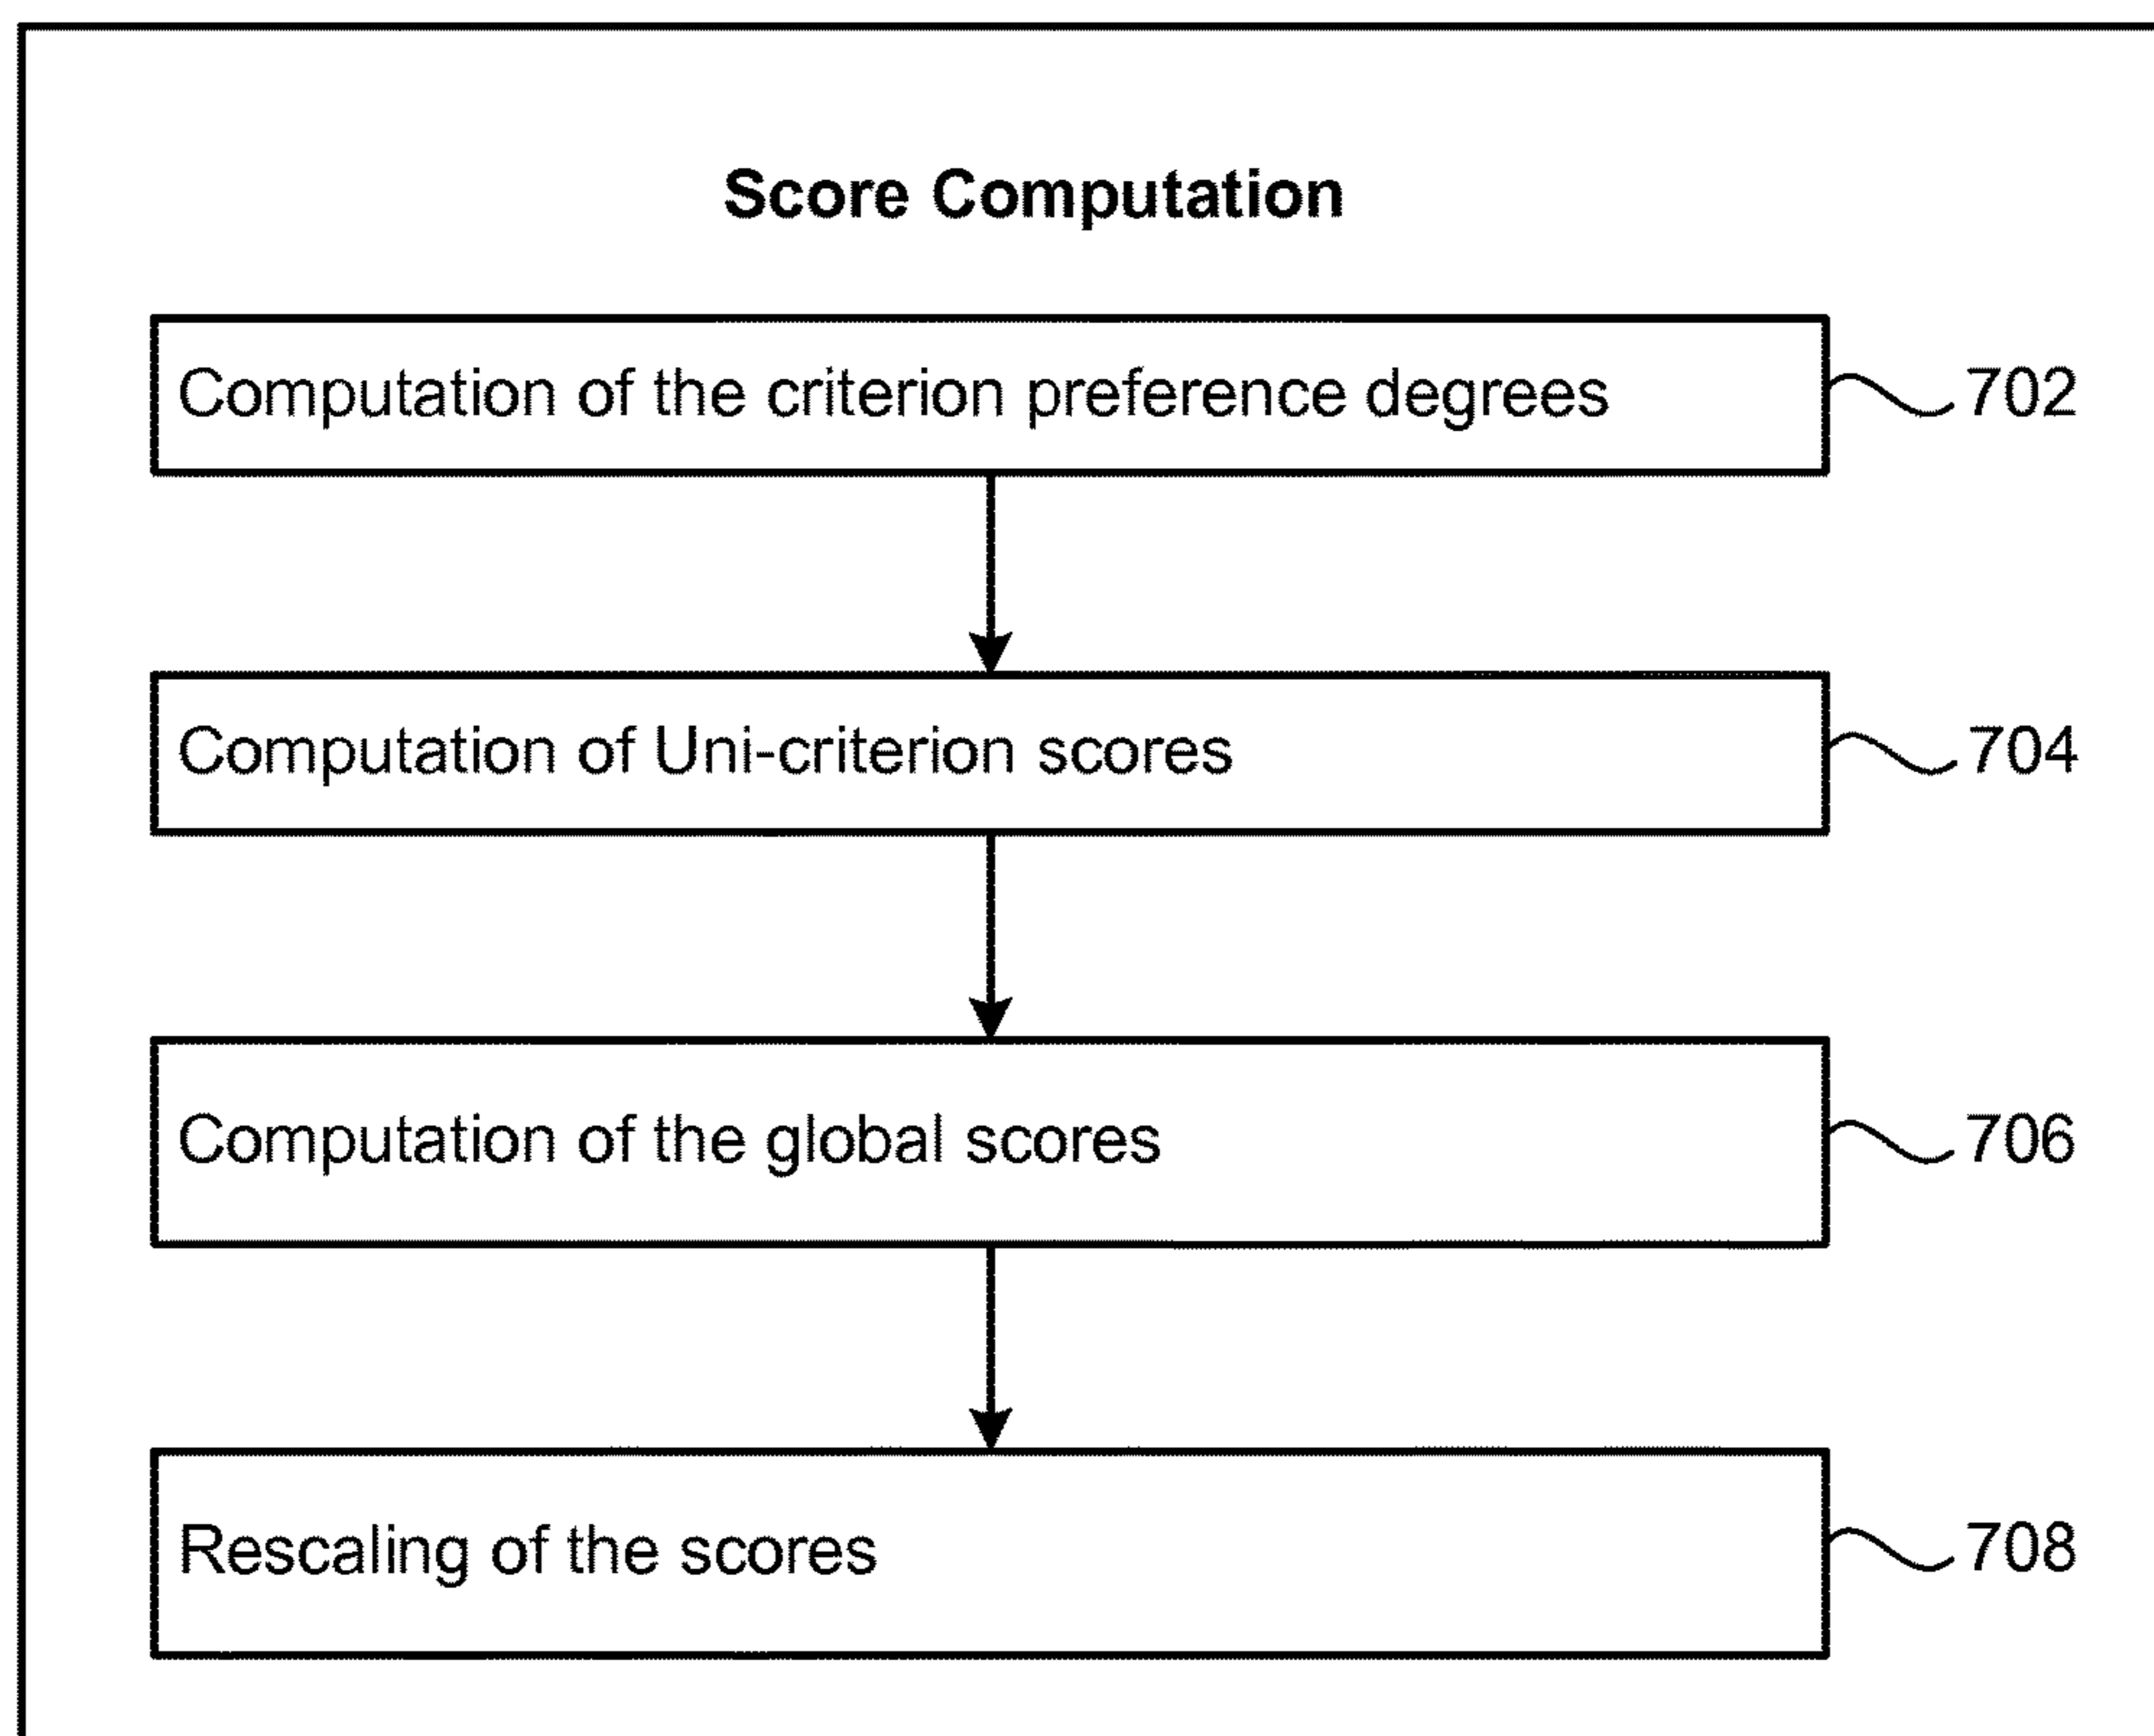 Score Computation
Computation of the criterion preference degrees
702
Computation of Uni-criterion scores
704
Computation of the global scores
706
Rescaling of the scores
708